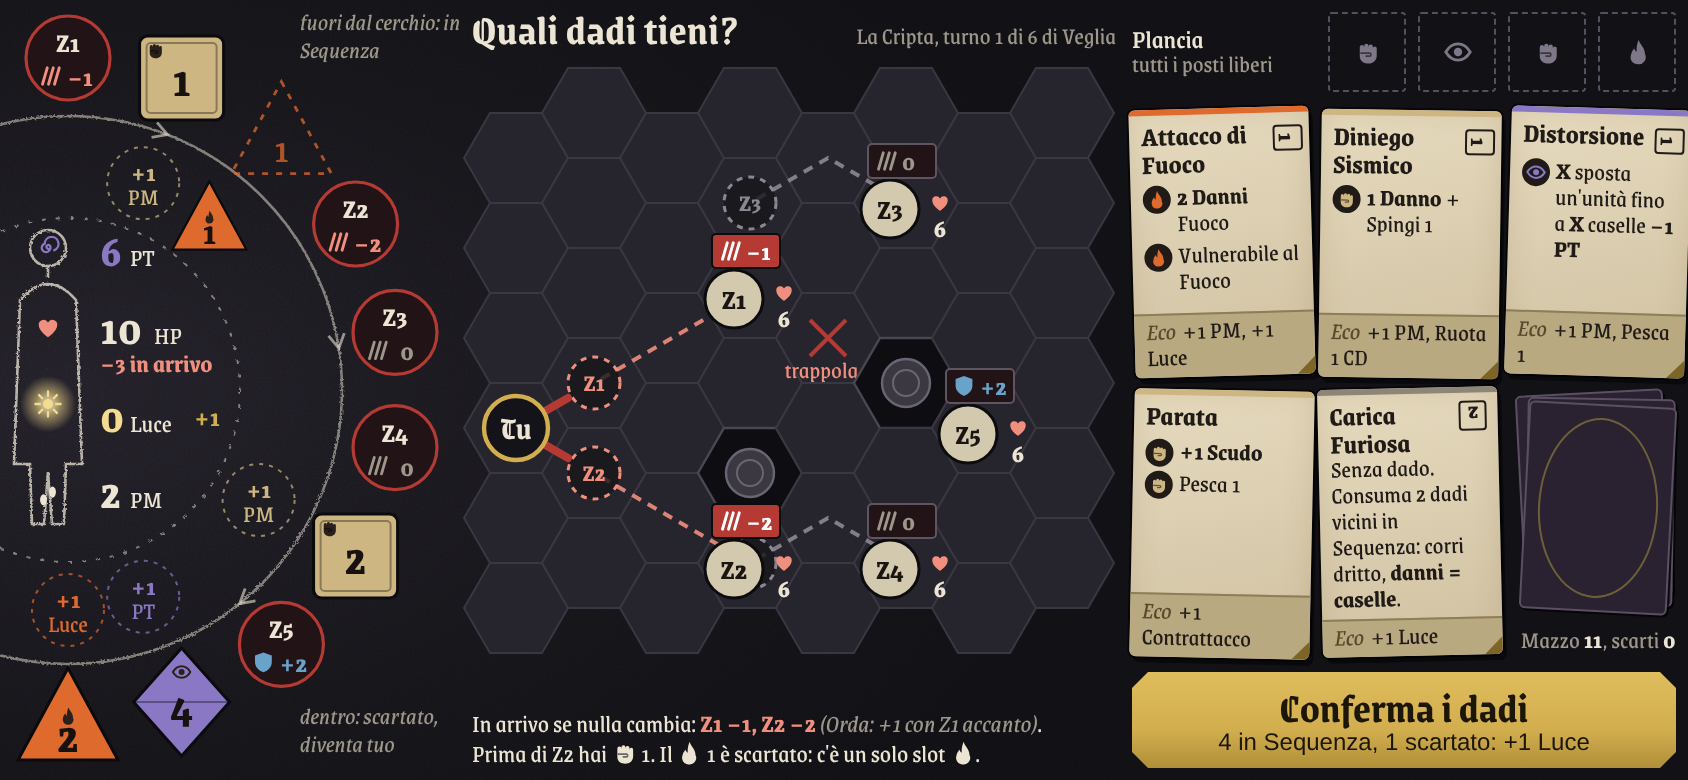 fuori dal cerchio: in
Sequenza
Quali dadi tieni?
La Cripta, turno 1 di 6 di Veglia
Plancia
tutti i posti liberi
Z1
−1
1
1
+1
PM
1
Z2
−2
6 PT
10 HP
−3 in arrivo
0 Luce +1
2 PM
Z3
0
Z4
0
+1
PM
2
+1
Luce
+1
PT
Z5
+2
2
4
dentro: scartato,
diventa tuo
Z3
0
Z3
6
−1
Z1
6
trappola
Z1
Tu
Z2
+2
Z5
6
−2
Z2
6
0
Z4
6
In arrivo se nulla cambia: Z1 −1, Z2 −2 (Orda: +1 con Z1 accanto).
Prima di Z2 hai 1. Il 1 è scartato: c'è un solo slot .
Attacco di
Fuoco
1
2 Danni
Fuoco
Vulnerabile al
Fuoco
Eco +1 PM, +1
Luce
Diniego
Sismico
1
1 Danno +
Spingi 1
Eco +1 PM, Ruota
1 CD
Distorsione
1
X sposta
un'unità fino
a X caselle −1
PT
Eco +1 PM, Pesca
1
Parata
+1 Scudo
Pesca 1
Eco +1
Contrattacco
Carica
Furiosa
2
Senza dado.
Consuma 2 dadi
vicini in
Sequenza: corri
dritto, danni =
caselle.
Eco +1 Luce
Mazzo 11, scarti 0
Conferma i dadi
4 in Sequenza, 1 scartato: +1 Luce